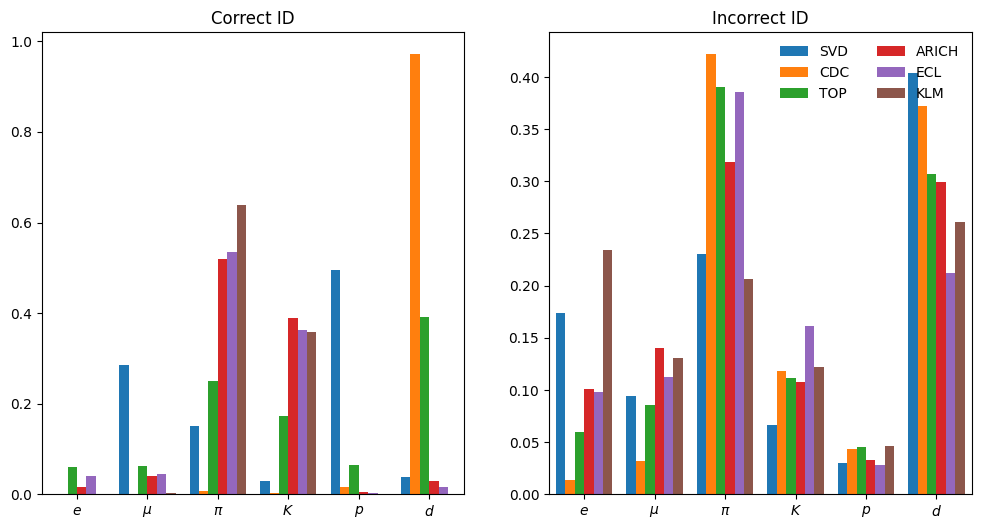 Correct ID
1.0
0.8
0.6
0.4
0.2
0.0
e μ π K p d
Incorrect ID
SVD ARICH
CDC ECL
TOP KLM
0.40
0.35
0.30
0.25
0.20
0.15
0.10
0.05
0.00
e μ π K p d